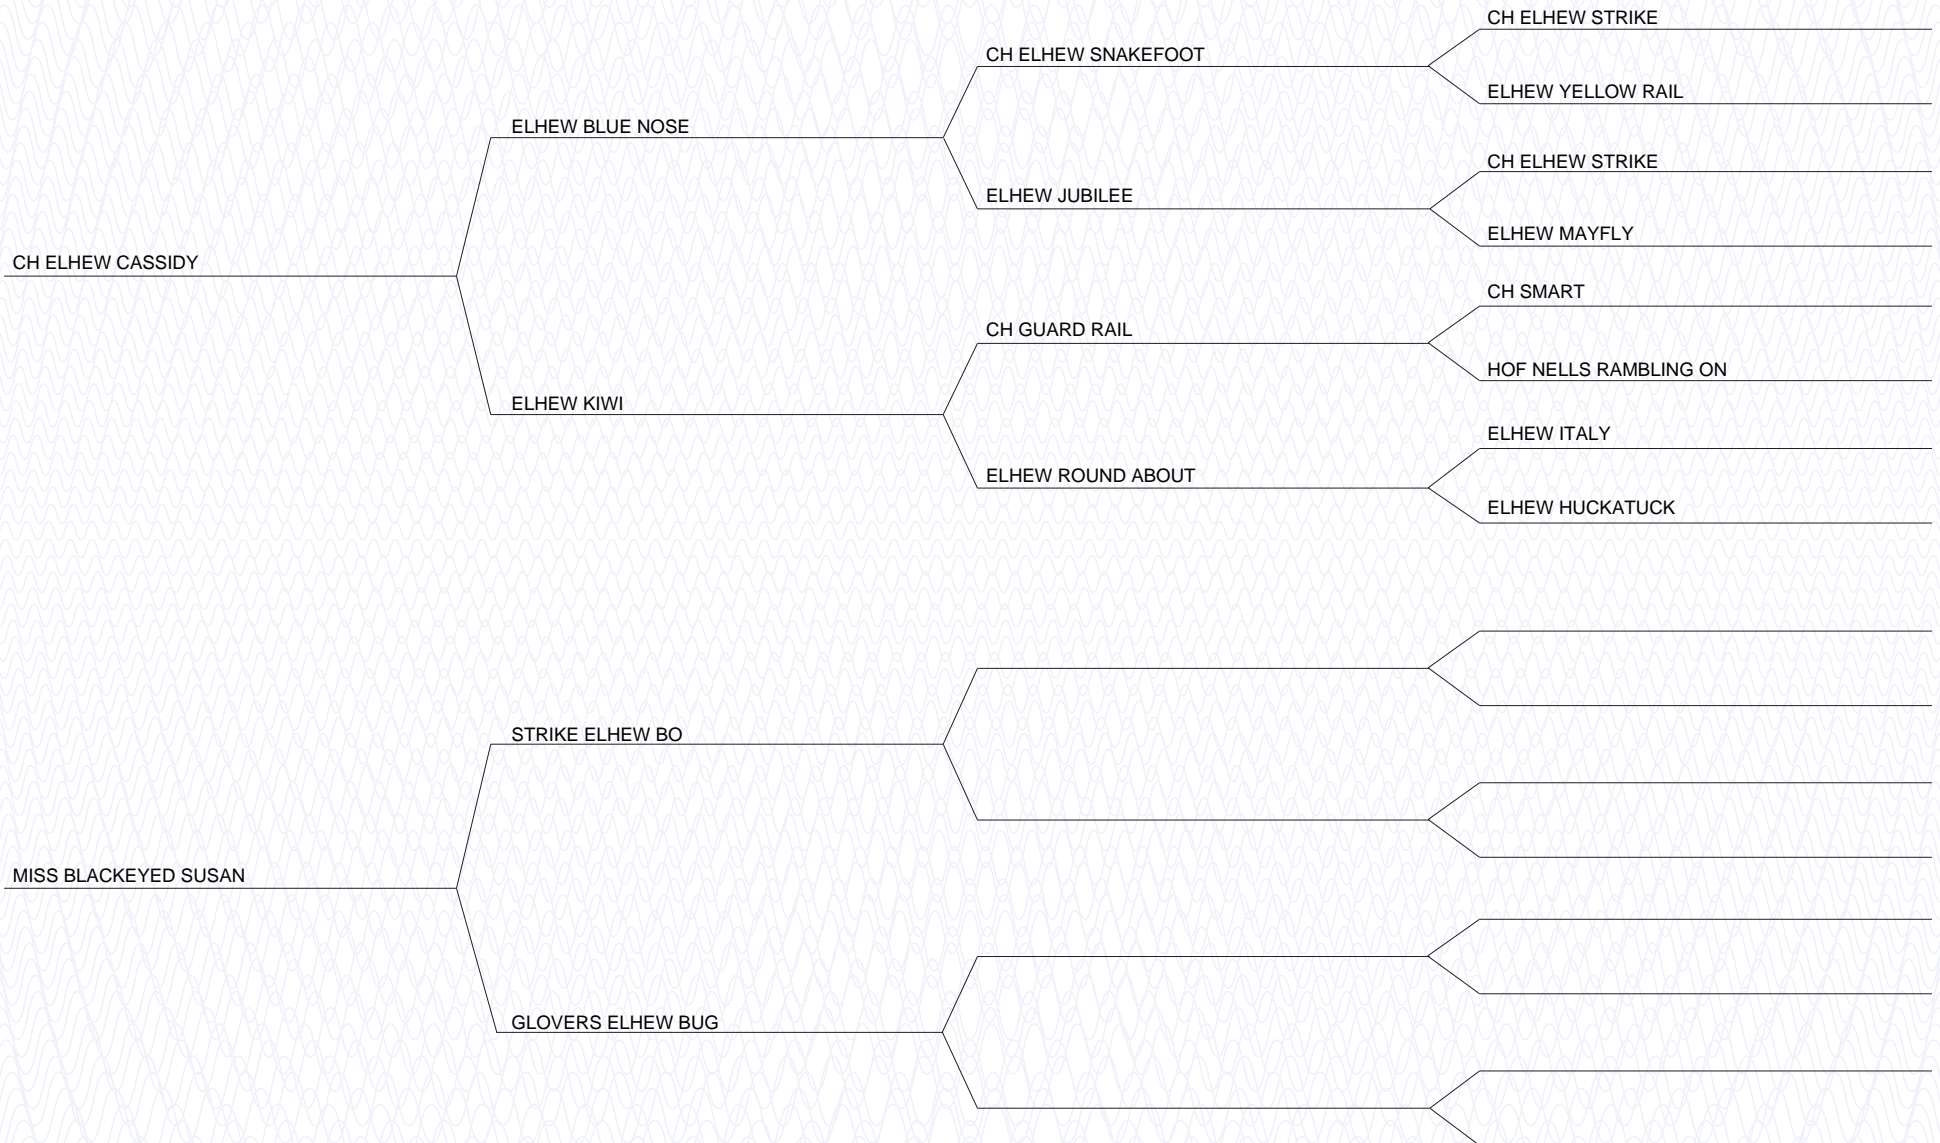 CH ELHEW STRIKE
CH ELHEW SNAKEFOOT
ELHEW YELLOW RAIL
ELHEW BLUE NOSE
CH ELHEW STRIKE
ELHEW JUBILEE
ELHEW MAYFLY
CH ELHEW CASSIDY
CH SMART
CH GUARD RAIL
HOF NELLS RAMBLING ON
ELHEW KIWI
ELHEW ITALY
ELHEW ROUND ABOUT
ELHEW HUCKATUCK
STRIKE ELHEW BO
MISS BLACKEYED SUSAN
GLOVERS ELHEW BUG